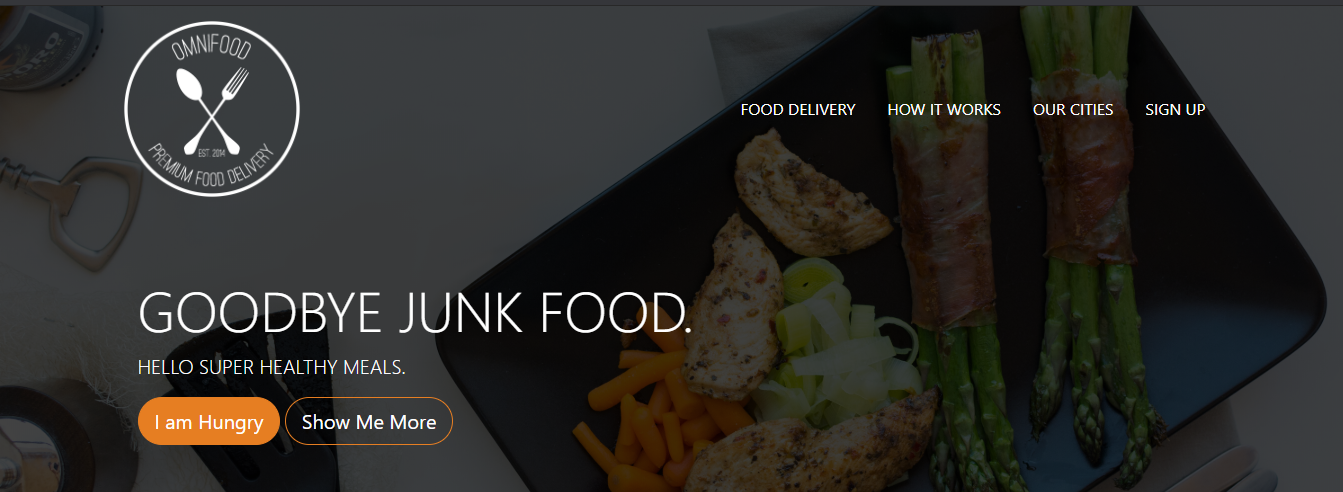 OMNIFOOD
EST. 2014
PREMIUM FOOD DELIVERY
FOOD DELIVERY HOW IT WORKS OUR CITIES SIGN UP
GOODBYE JUNK FOOD.
HELLO SUPER HEALTHY MEALS.
I am Hungry Show Me More